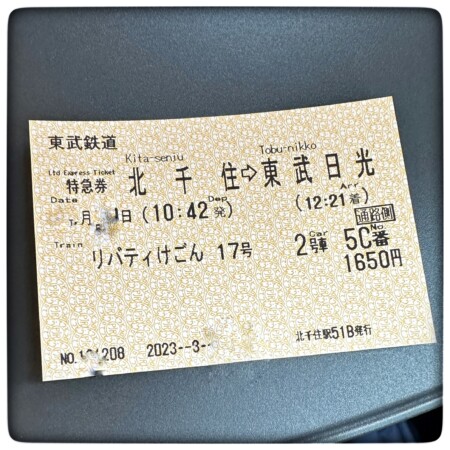 東武鉄道
Kita-senju Tobu-nikko
Ltd Express Ticket
特急券 北千住⇨東武日光
Date Dep Arr
月 日(10:42発) (12:21着)
通路側
Train Car No
リバティけごん 17号 2号車 5C番
1650円
208 2023--3-- 北千住駅51B発行